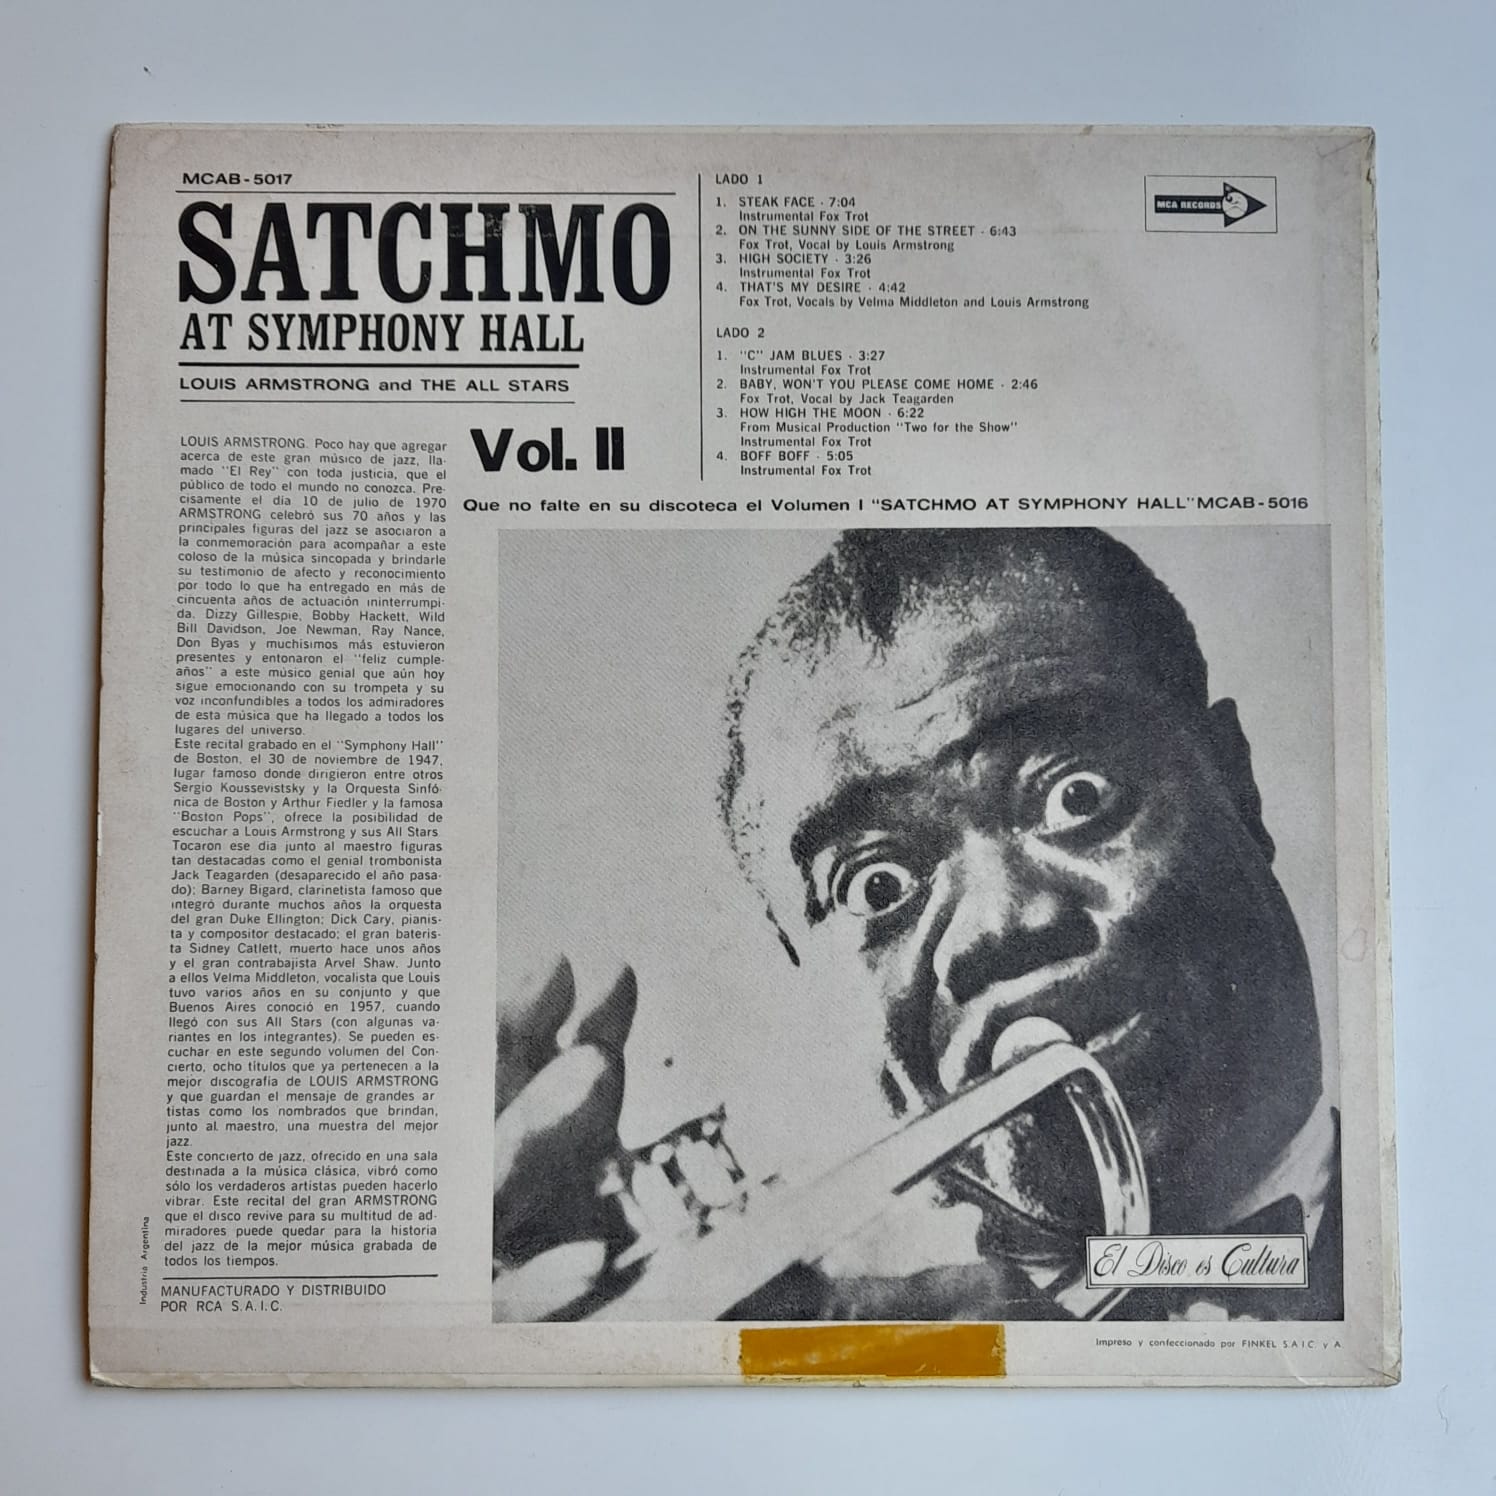 MCAB-5017
SATCHMO
AT SYMPHONY HALL
LOUIS ARMSTRONG and THE ALL STARS
Vol. II
LADO 1
1. STEAK FACE · 7:04
Instrumental Fox Trot
2. ON THE SUNNY SIDE OF THE STREET · 6:43
Fox Trot, Vocal by Louis Armstrong
3. HIGH SOCIETY · 3:26
Instrumental Fox Trot
4. THAT'S MY DESIRE · 4:42
Fox Trot, Vocals by Velma Middleton and Louis Armstrong
LADO 2
1. "C" JAM BLUES · 3:27
Instrumental Fox Trot
2. BABY, WON'T YOU PLEASE COME HOME · 2:46
Fox Trot, Vocal by Jack Teagarden
3. HOW HIGH THE MOON · 6:22
From Musical Production "Two for the Show"
Instrumental Fox Trot
4. BOFF BOFF · 5:05
Instrumental Fox Trot
MCA RECORDS
Que no falte en su discoteca el Volumen I "SATCHMO AT SYMPHONY HALL" MCAB-5016
LOUIS ARMSTRONG. Poco hay que agregar
acerca de este gran músico de jazz, lla-
mado "El Rey" con toda justicia, que el
público de todo el mundo no conozca. Pre-
cisamente el día 10 de julio de 1970
ARMSTRONG celebró sus 70 años y las
principales figuras del jazz se asociaron a
la conmemoración para acompañar a este
coloso de la música sincopada y brindarle
su testimonio de afecto y reconocimiento
por todo lo que ha entregado en más de
cincuenta años de actuación ininterrumpi-
da. Dizzy Gillespie, Bobby Hackett, Wild
Bill Davidson, Joe Newman, Ray Nance,
Don Byas y muchísimos más estuvieron
presentes y entonaron el "feliz cumple-
años" a este músico genial que aún hoy
sigue emocionando con su trompeta y su
voz inconfundibles a todos los admiradores
de esta música que ha llegado a todos los
lugares del universo.
Este recital grabado en el "Symphony Hall"
de Boston, el 30 de noviembre de 1947,
lugar famoso donde dirigieron entre otros
Sergio Koussevistsky y la Orquesta Sinfó-
nica de Boston y Arthur Fiedler y la famosa
"Boston Pops", ofrece la posibilidad de
escuchar a Louis Armstrong y sus All Stars.
Tocaron ese día junto al maestro figuras
tan destacadas como el genial trombonista
Jack Teagarden (desaparecido el año pasa-
do); Barney Bigard, clarinetista famoso que
integró durante muchos años la orquesta
del gran Duke Ellington; Dick Cary, pianis-
ta y compositor destacado; el gran bateris-
ta Sidney Catlett, muerto hace unos años
y el gran contrabajista Arvel Shaw. Junto
a ellos Velma Middleton, vocalista que Louis
tuvo varios años en su conjunto y que
Buenos Aires conoció en 1957, cuando
llegó con sus All Stars (con algunas va-
riantes en los integrantes). Se pueden es-
cuchar en este segundo volumen del Con-
cierto, ocho títulos que ya pertenecen a la
mejor discografía de LOUIS ARMSTRONG
y que guardan el mensaje de grandes ar
tistas como los nombrados que brindan,
junto al maestro, una muestra del mejor
jazz.
Este concierto de jazz, ofrecido en una sala
destinada a la música clásica, vibró como
sólo los verdaderos artistas pueden hacerlo
vibrar. Este recital del gran ARMSTRONG
que el disco revive para su multitud de ad-
miradores puede quedar para la historia
del jazz de la mejor música grabada de
todos los tiempos.
Industria Argentina
MANUFACTURADO Y DISTRIBUIDO
POR RCA S.A.I.C.
El Disco es Cultura
Impreso y confeccionado por FINKEL S.A.I.C. y A.